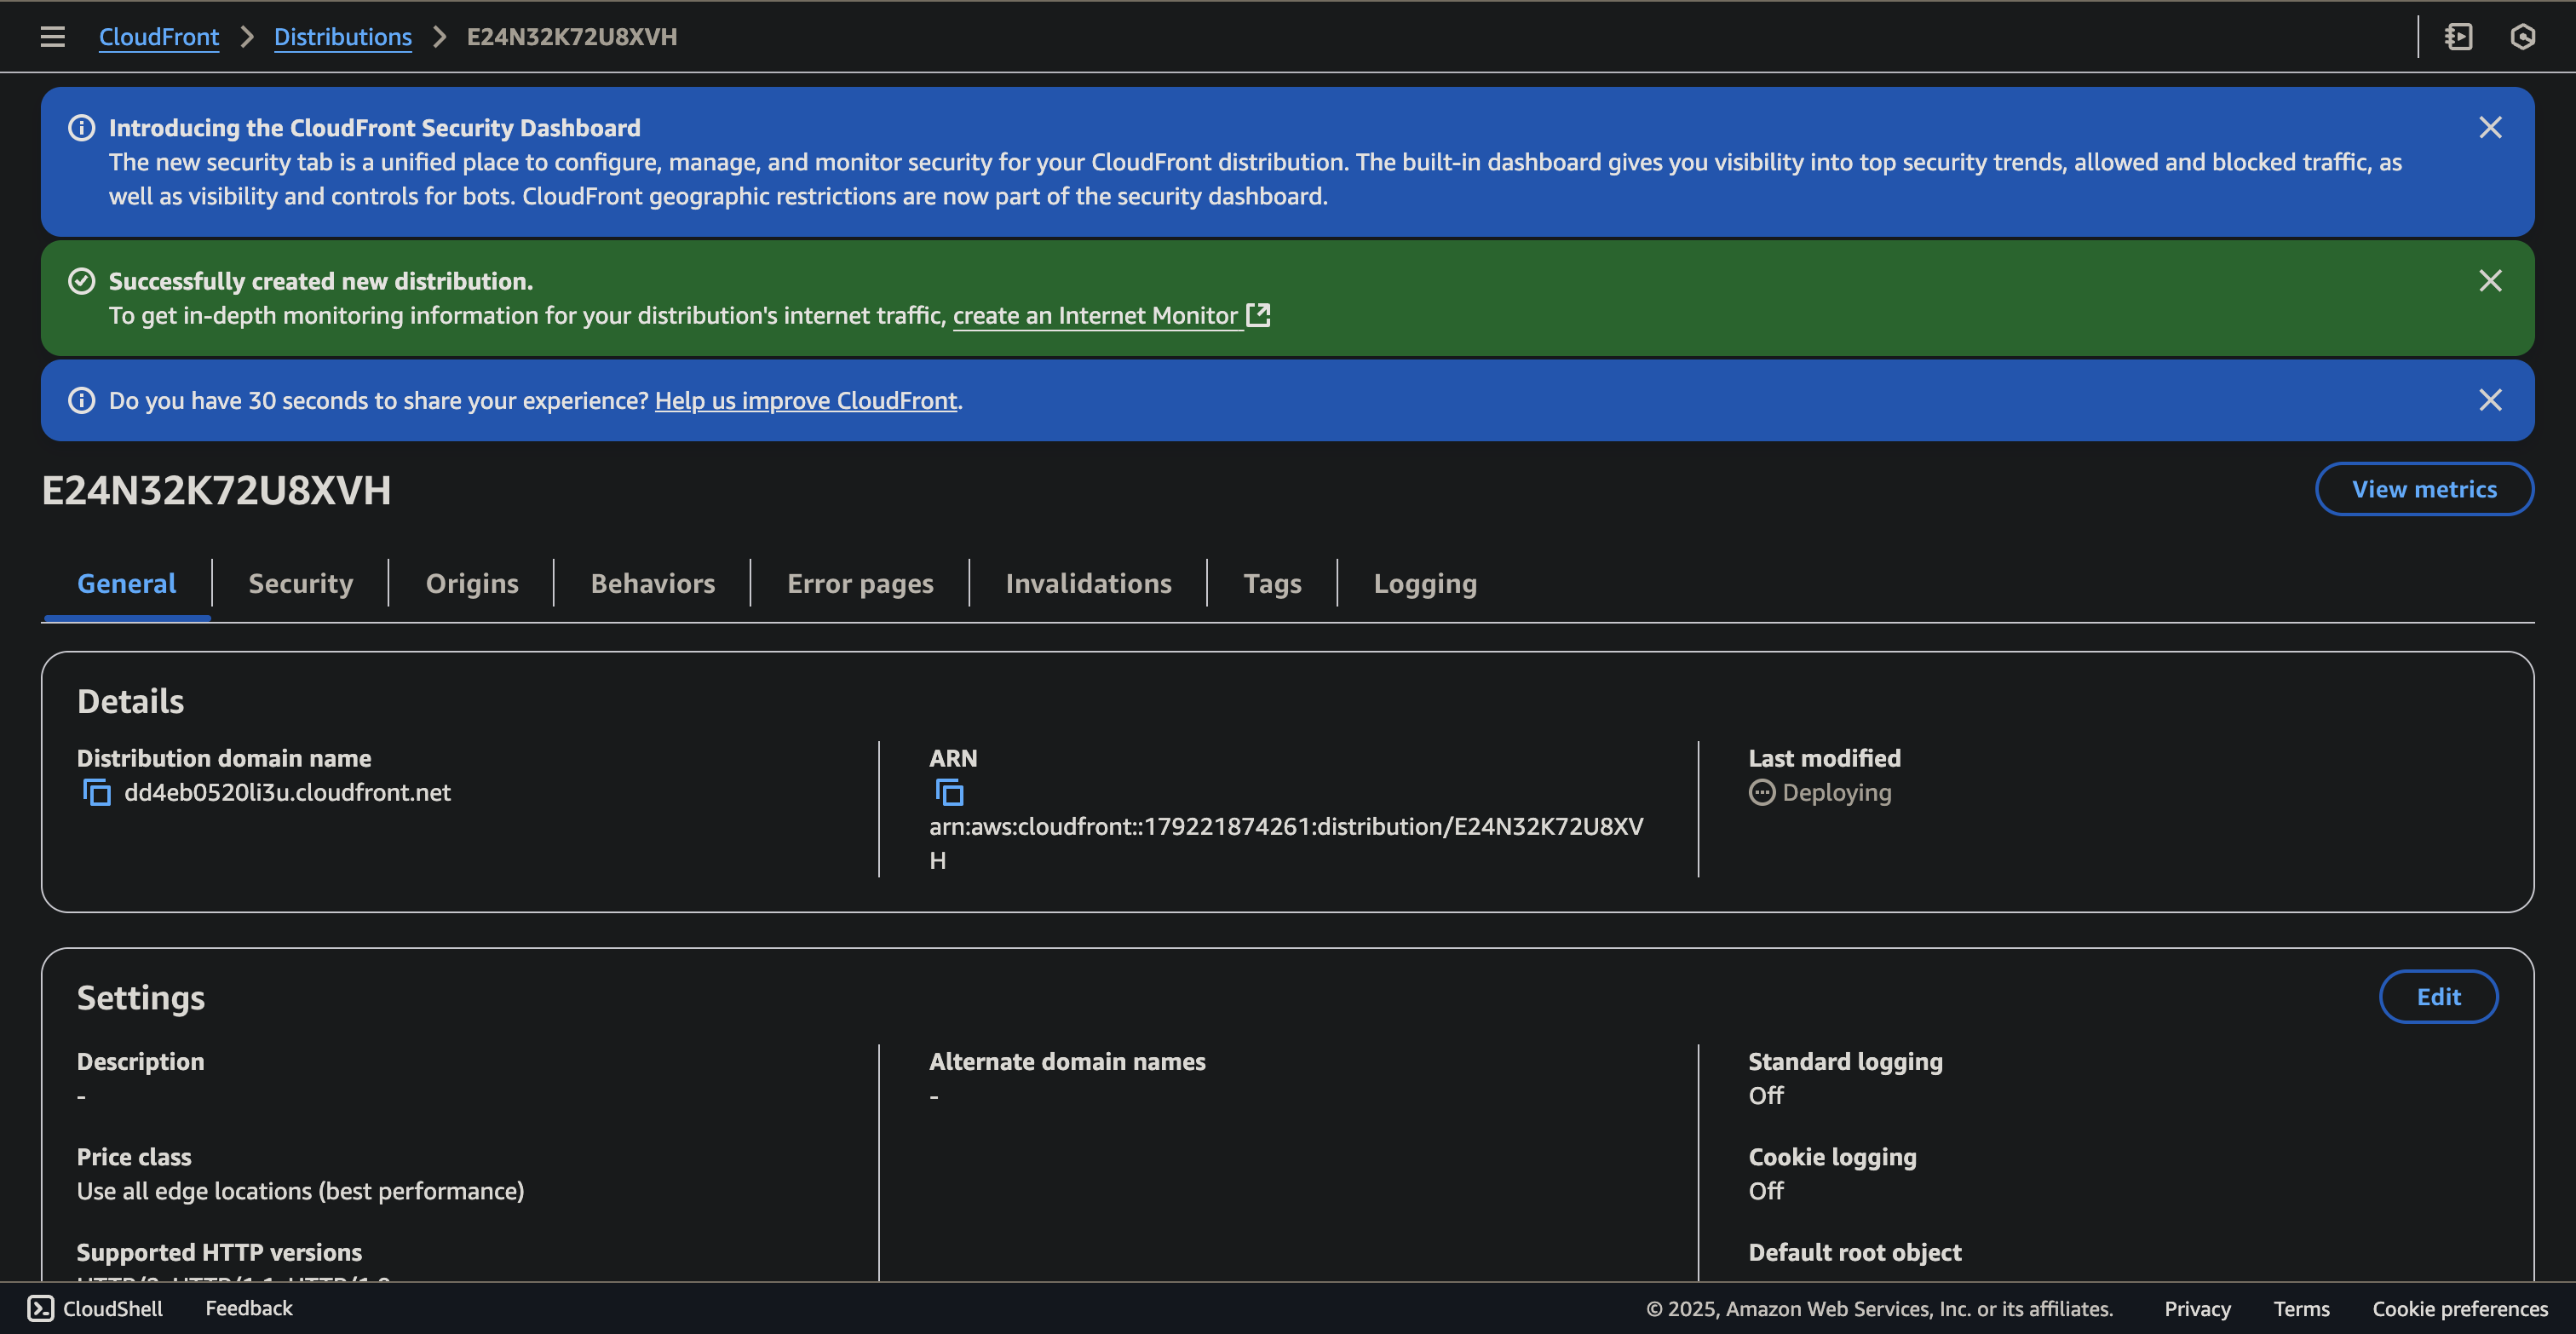 CloudFront > Distributions > E24N32K72U8XVH
Introducing the CloudFront Security Dashboard
The new security tab is a unified place to configure, manage, and monitor security for your CloudFront distribution. The built-in dashboard gives you visibility into top security trends, allowed and blocked traffic, as
well as visibility and controls for bots. CloudFront geographic restrictions are now part of the security dashboard.
Successfully created new distribution.
To get in-depth monitoring information for your distribution's internet traffic, create an Internet Monitor
Do you have 30 seconds to share your experience? Help us improve CloudFront.
E24N32K72U8XVH
View metrics
General Security Origins Behaviors Error pages Invalidations Tags Logging
Details
Distribution domain name
dd4eb0520li3u.cloudfront.net
ARN
arn:aws:cloudfront::179221874261:distribution/E24N32K72U8XV
H
Last modified
Deploying
Settings
Edit
Description
-
Price class
Use all edge locations (best performance)
Supported HTTP versions
Alternate domain names
-
Standard logging
Off
Cookie logging
Off
Default root object
CloudShell Feedback © 2025, Amazon Web Services, Inc. or its affiliates. Privacy Terms Cookie preferences